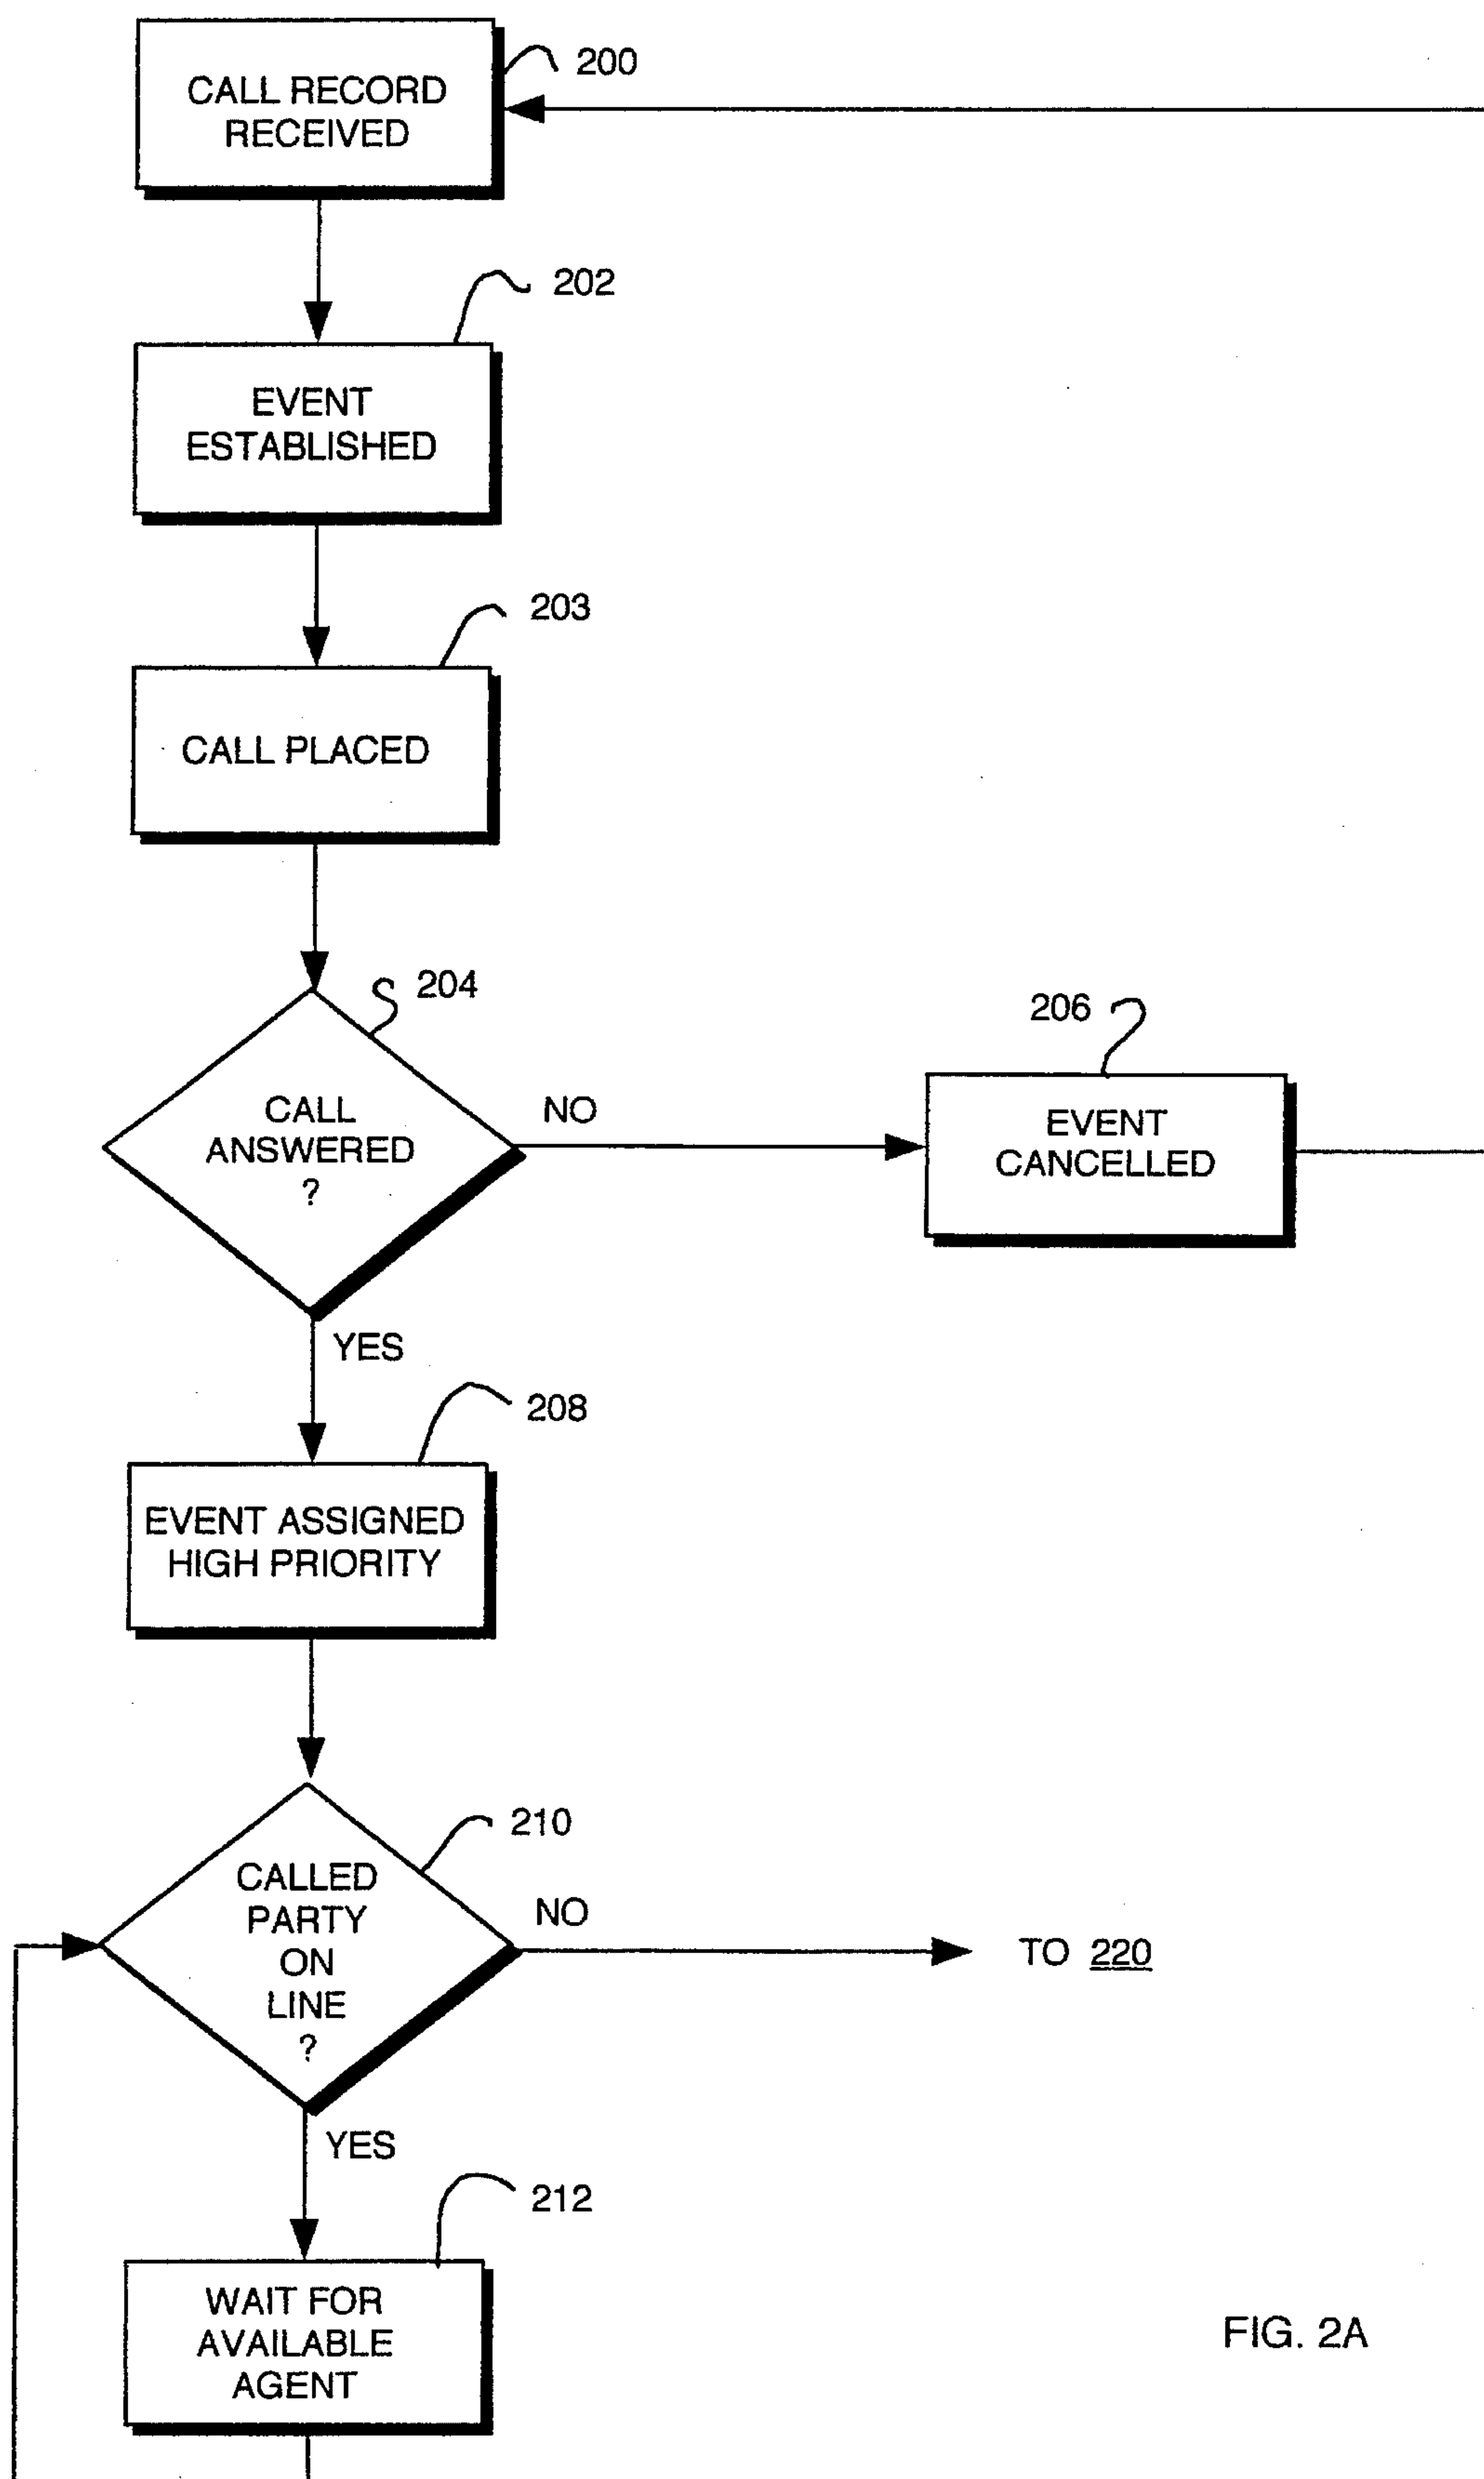 200
CALL RECORD
RECEIVED
202
EVENT
ESTABLISHED
203
CALL PLACED
204
CALL
ANSWERED
?
NO
206
EVENT
CANCELLED
YES
208
EVENT ASSIGNED
HIGH PRIORITY
210
CALLED
PARTY
ON
LINE
?
NO
TO 220
YES
212
WAIT FOR
AVAILABLE
AGENT
FIG. 2A